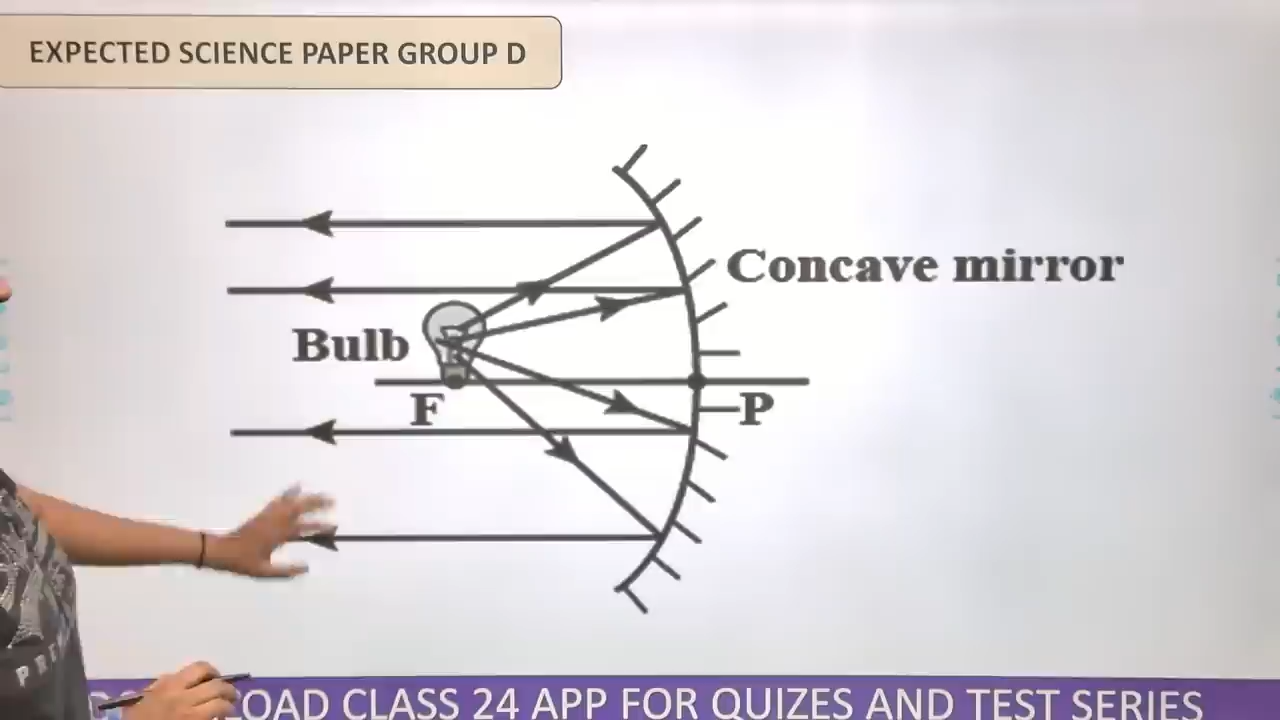 EXPECTED SCIENCE PAPER GROUP D
Concave mirror
Bulb
F
P
LOAD CLASS 24 APP FOR QUIZES AND TEST SERIES